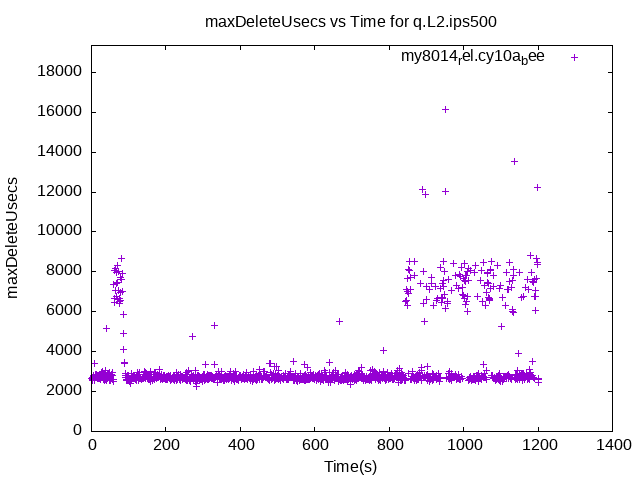 maxDeleteUsecs vs Time for q.L2.ips500
my8014rel.cy10abee
18000
16000
14000
12000
10000
8000
6000
4000
2000
0
maxDeleteUsecs
0 200 400 600 800 1000 1200 1400
Time(s)